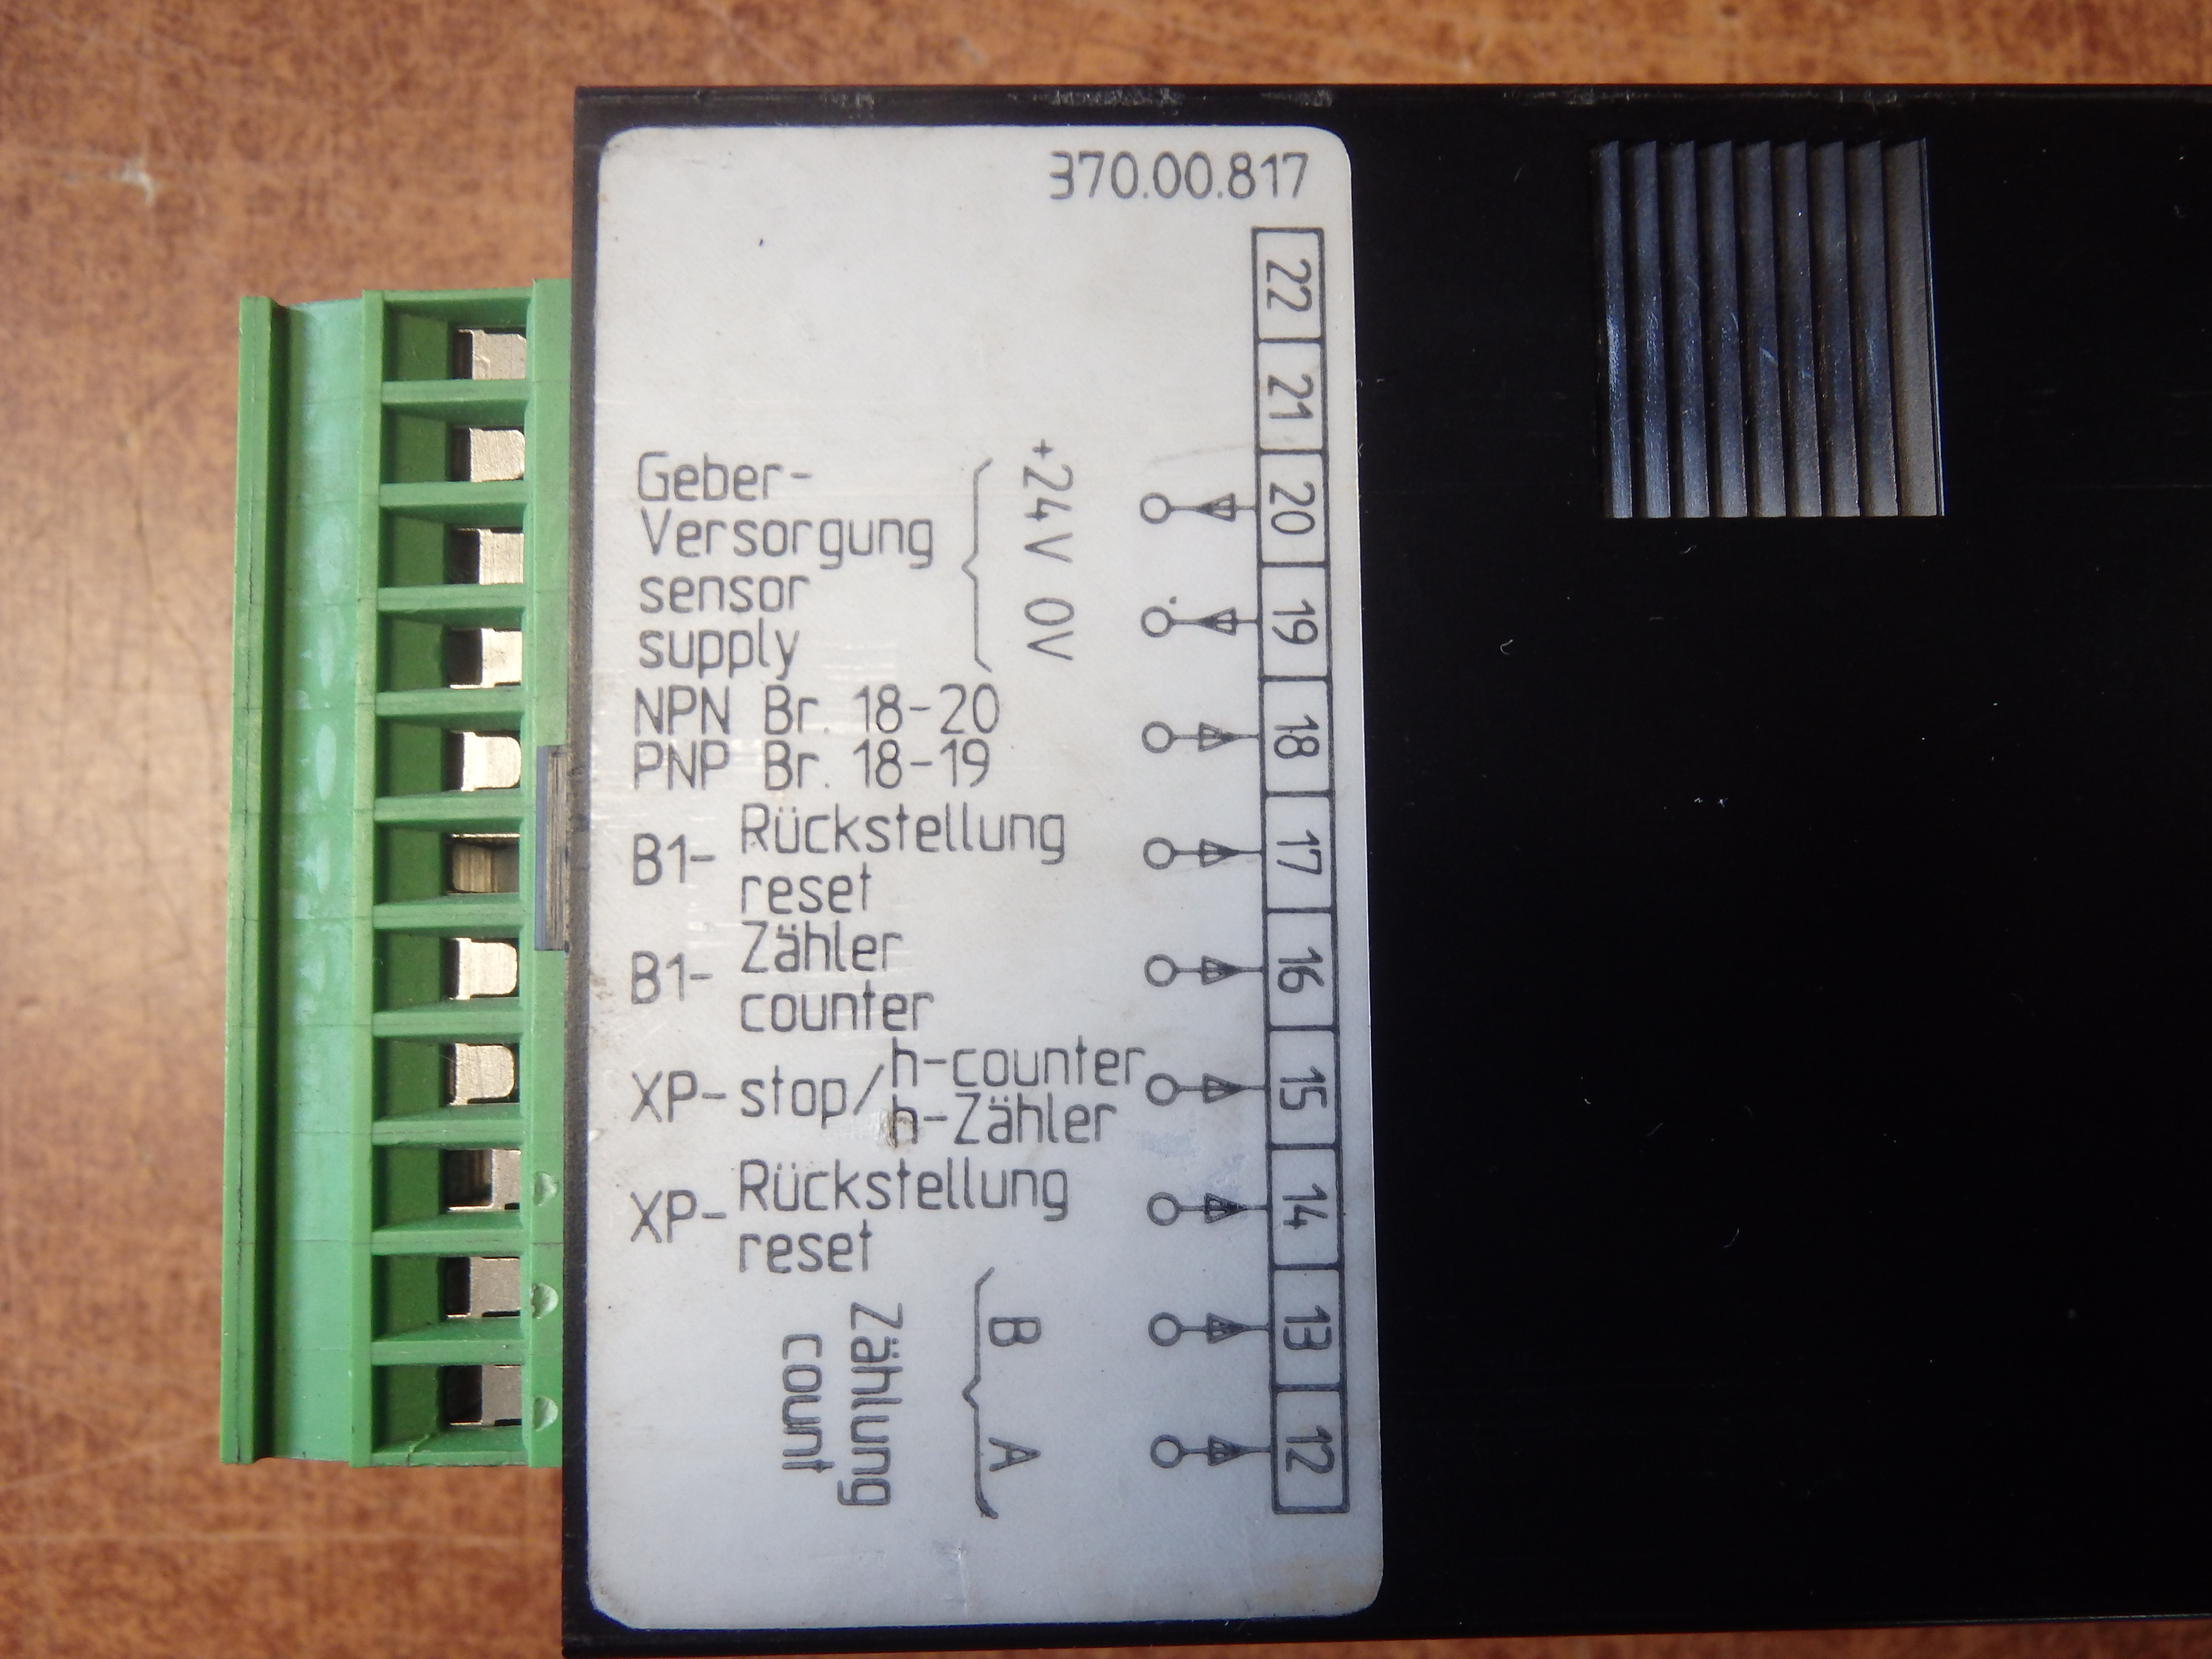 370.00.817
22
21
20
19
18
17
16
15
14
13
12
+24V 0V
Geber-
Versorgung
sensor
supply
NPN Br. 18-20
PNP Br. 18-19
B1- Rückstellung
reset
B1- Zähler
counter
XP-stop/h-counter
h-Zähler
XP-Rückstellung
reset
B A
Zählung
count